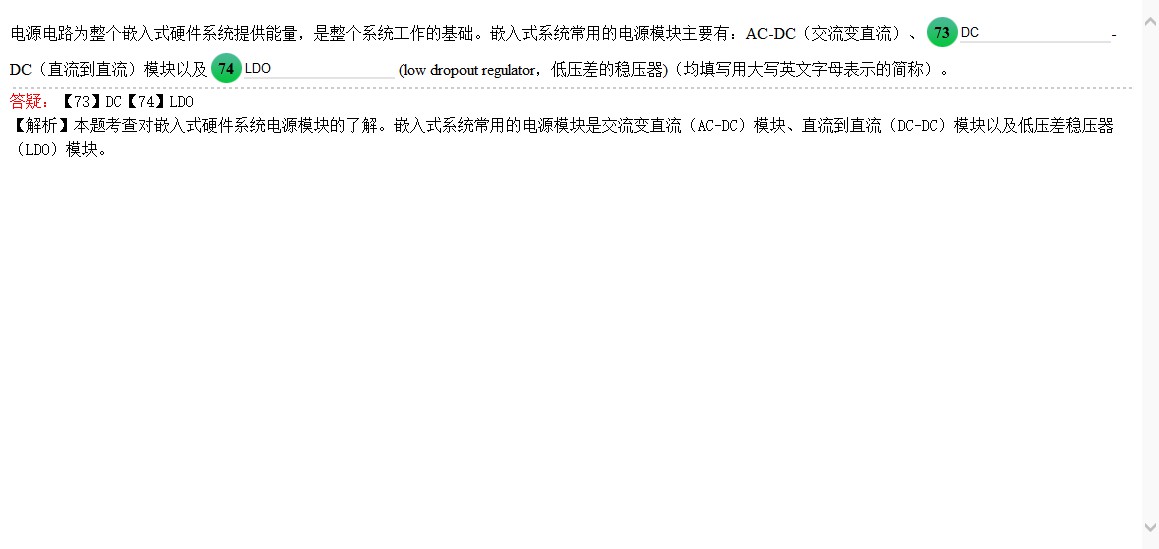 电源电路为整个嵌入式硬件系统提供能量，是整个系统工作的基础。嵌入式系统常用的电源模块主要有：AC-DC（交流变直流）、 73 DC -
DC（直流到直流）模块以及 74 LDO (low dropout regulator，低压差的稳压器)（均填写用大写英文字母表示的简称）。
答疑：【73】DC【74】LDO
【解析】本题考查对嵌入式硬件系统电源模块的了解。嵌入式系统常用的电源模块是交流变直流（AC-DC）模块、直流到直流（DC-DC）模块以及低压差稳压器
（LDO）模块。